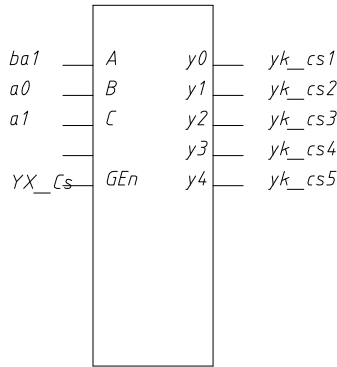 ba1 A y0 yk_cs1
a0 B y1 yk_cs2
a1 C y2 yk_cs3
y3 yk_cs4
YX_Cs GEn y4 yk_cs5